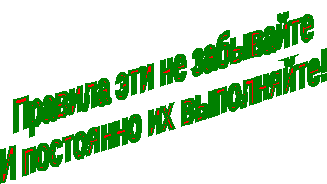 Правила эти не забывайте
И постоянно их выполняйте!